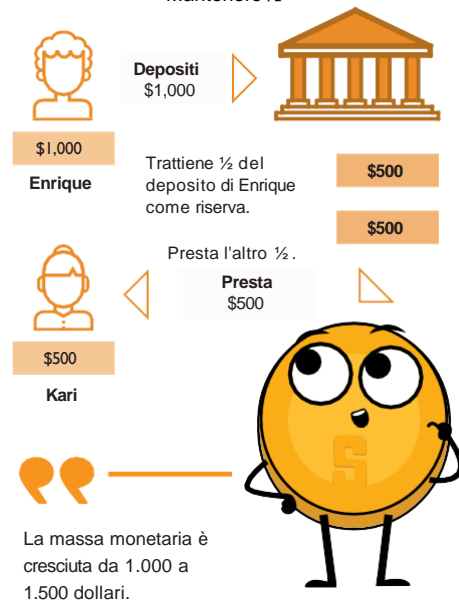 Depositi
$1,000
$1,000
Enrique
Trattiene ½ del
deposito di Enrique
come riserva.
$500
$500
Presta l'altro ½ .
Presta
$500
$500
Kari
La massa monetaria è
cresciuta da 1.000 a
1.500 dollari.